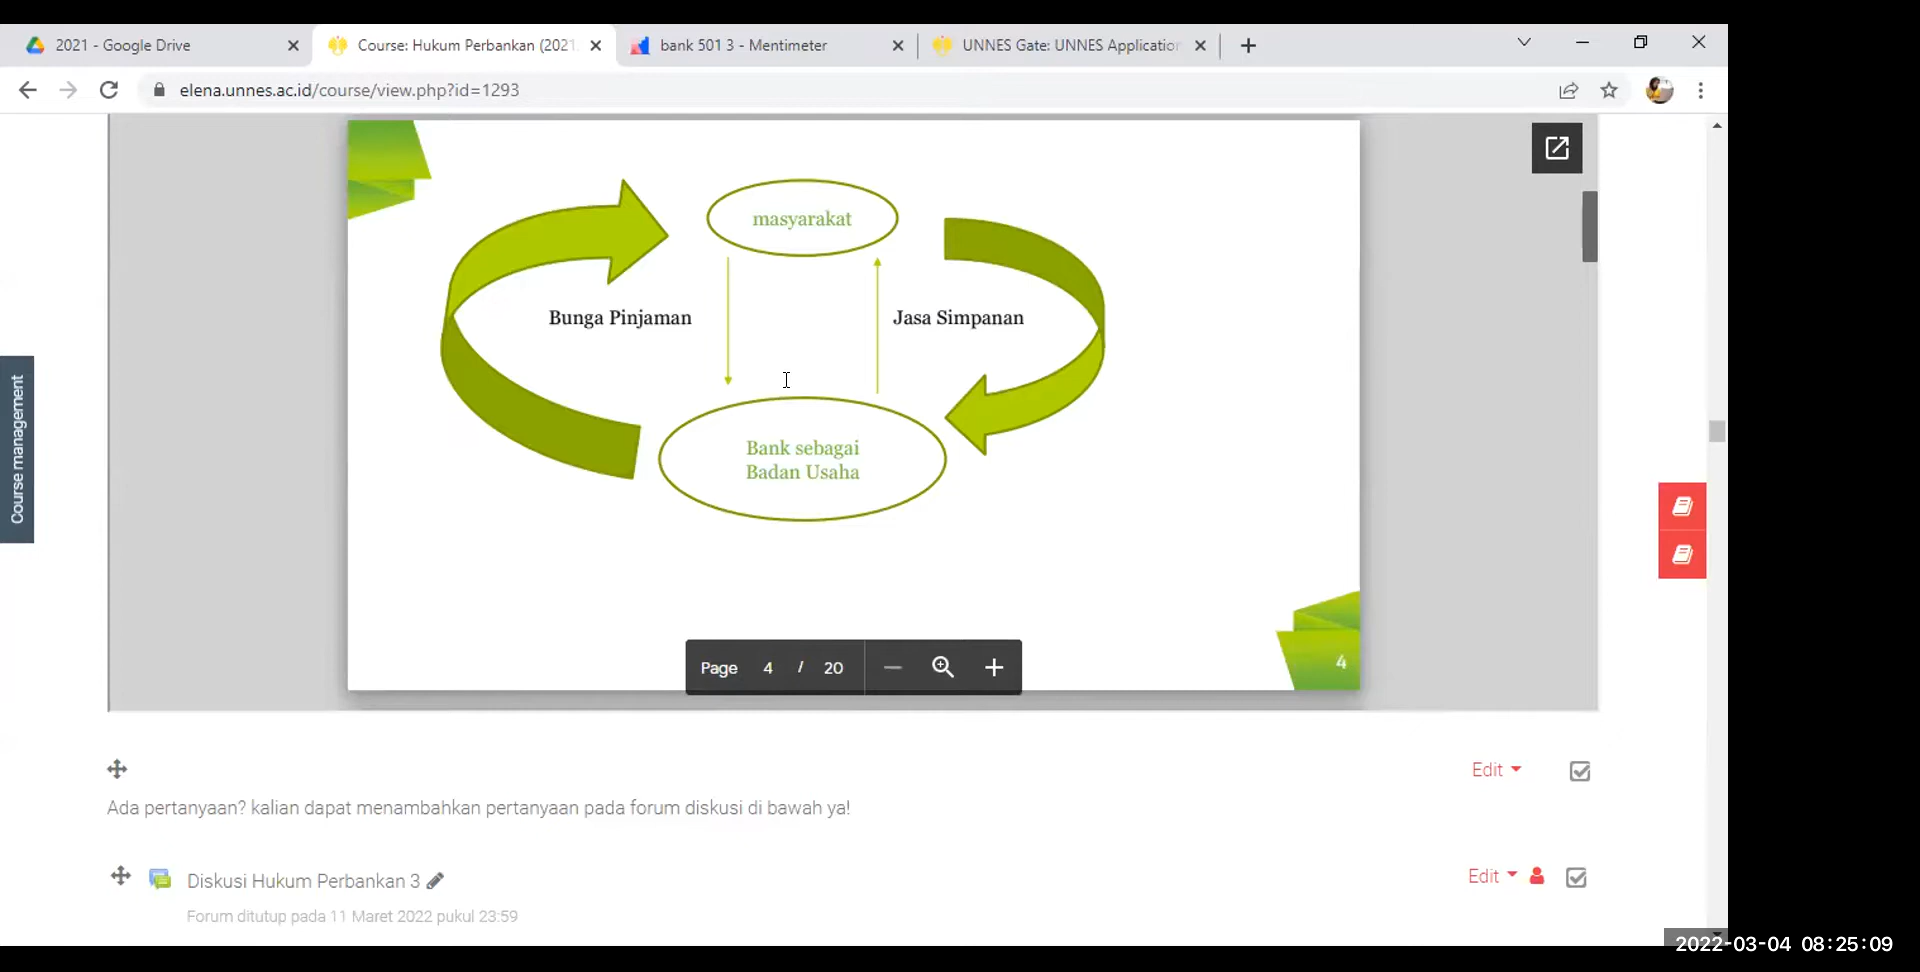 2021 - Google Drive
Course: Hukum Perbankan (2021
bank 501 3 - Mentimeter
UNNES Gate: UNNES Application
elena.unnes.ac.id/course/view.php?id=1293
masyarakat
Bunga Pinjaman
Jasa Simpanan
Bank sebagai
Badan Usaha
Course management
4
Page 4 / 20
Edit
Ada pertanyaan? kalian dapat menambahkan pertanyaan pada forum diskusi di bawah ya!
Diskusi Hukum Perbankan 3
Edit
Forum ditutup pada 11 Maret 2022 pukul 23:59
2022-03-04 08:25:09